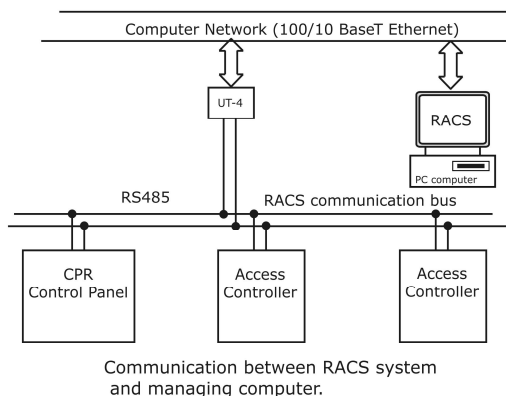 Computer Network (100/10 BaseT Ethernet)
UT-4
RACS
PC computer
RS485
RACS communication bus
CPR
Control Panel
Access
Controller
Access
Controller
Communication between RACS system
and managing computer.